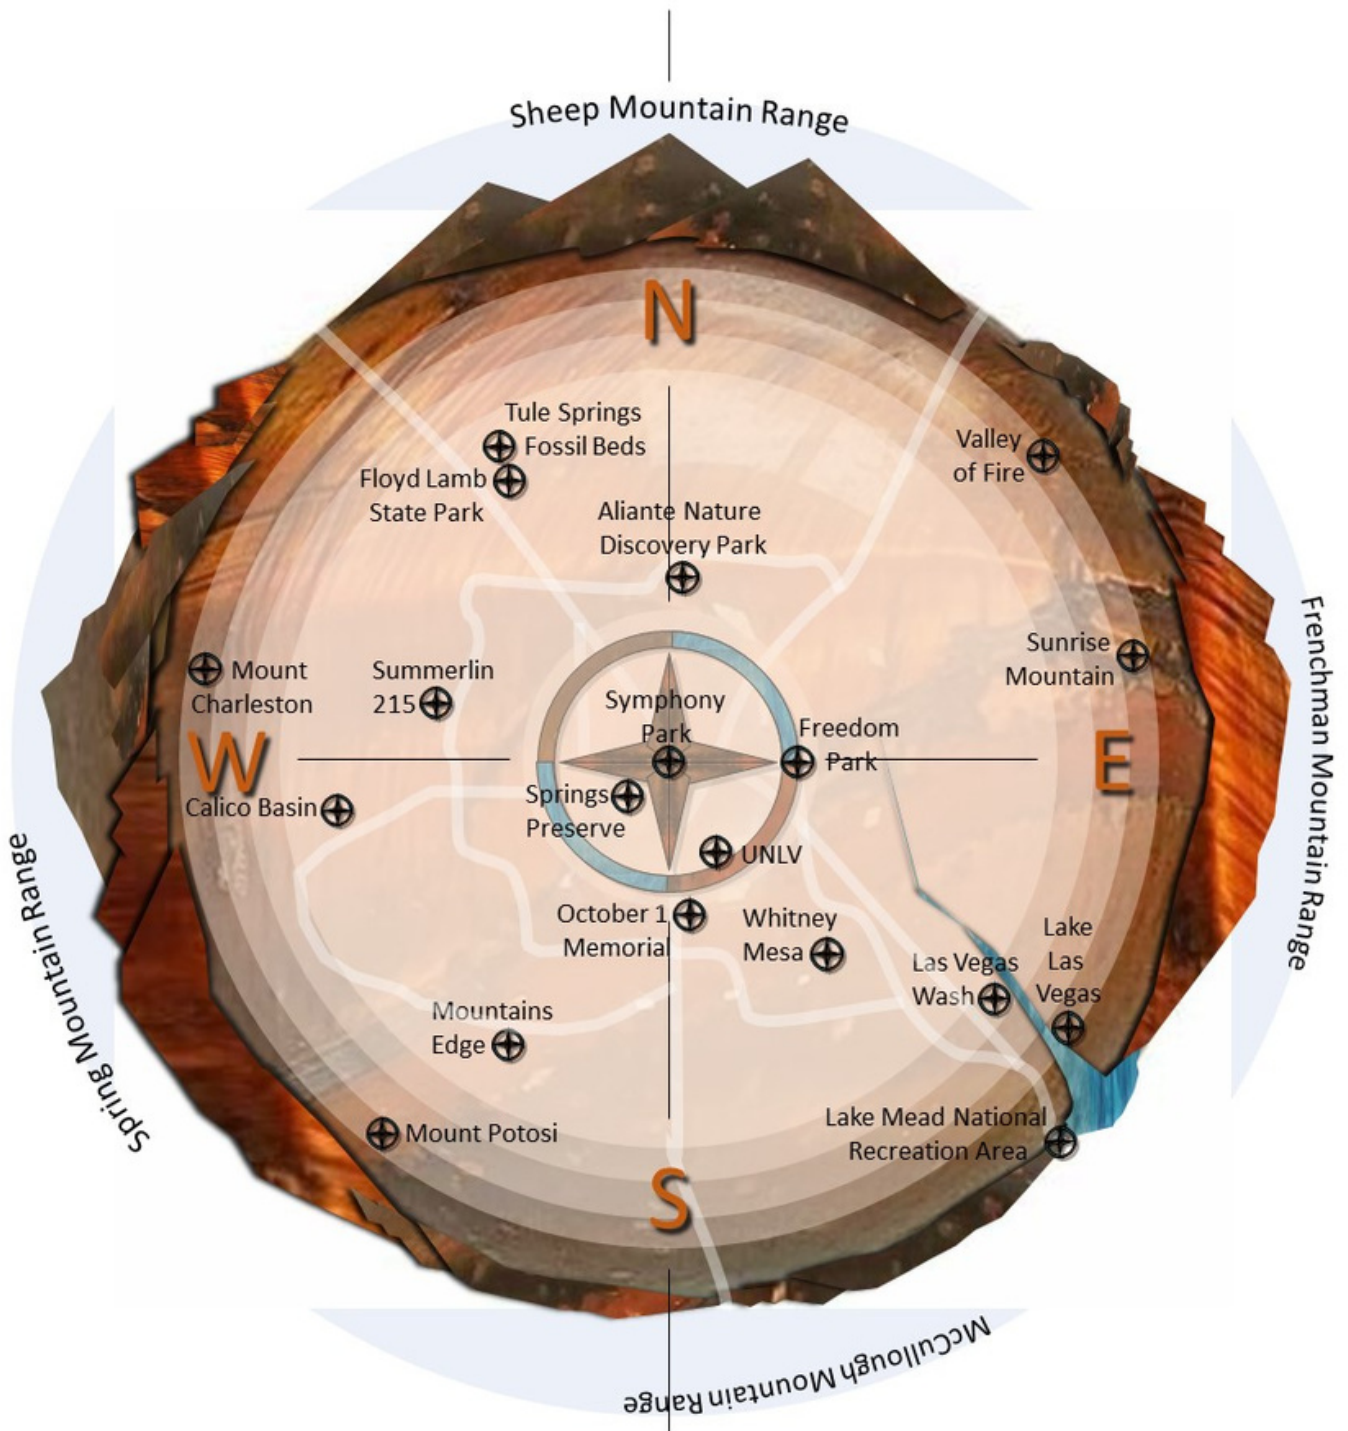 Sheep Mountain Range
N
Tule Springs
Fossil Beds
Floyd Lamb
State Park
Valley
of Fire
Aliante Nature
Discovery Park
Sunrise
Mountain
Mount
Charleston
Summerlin
215
Symphony
Park
Freedom
Park
W
E
Calico Basin
Springs
Preserve
UNLV
October 1
Memorial
Whitney
Mesa
Las Vegas
Wash
Lake
Las
Vegas
Mountains
Edge
Mount Potosi
Lake Mead National
Recreation Area
S
Frenchman Mountain Range
Spring Mountain Range
McCullough Mountain Range